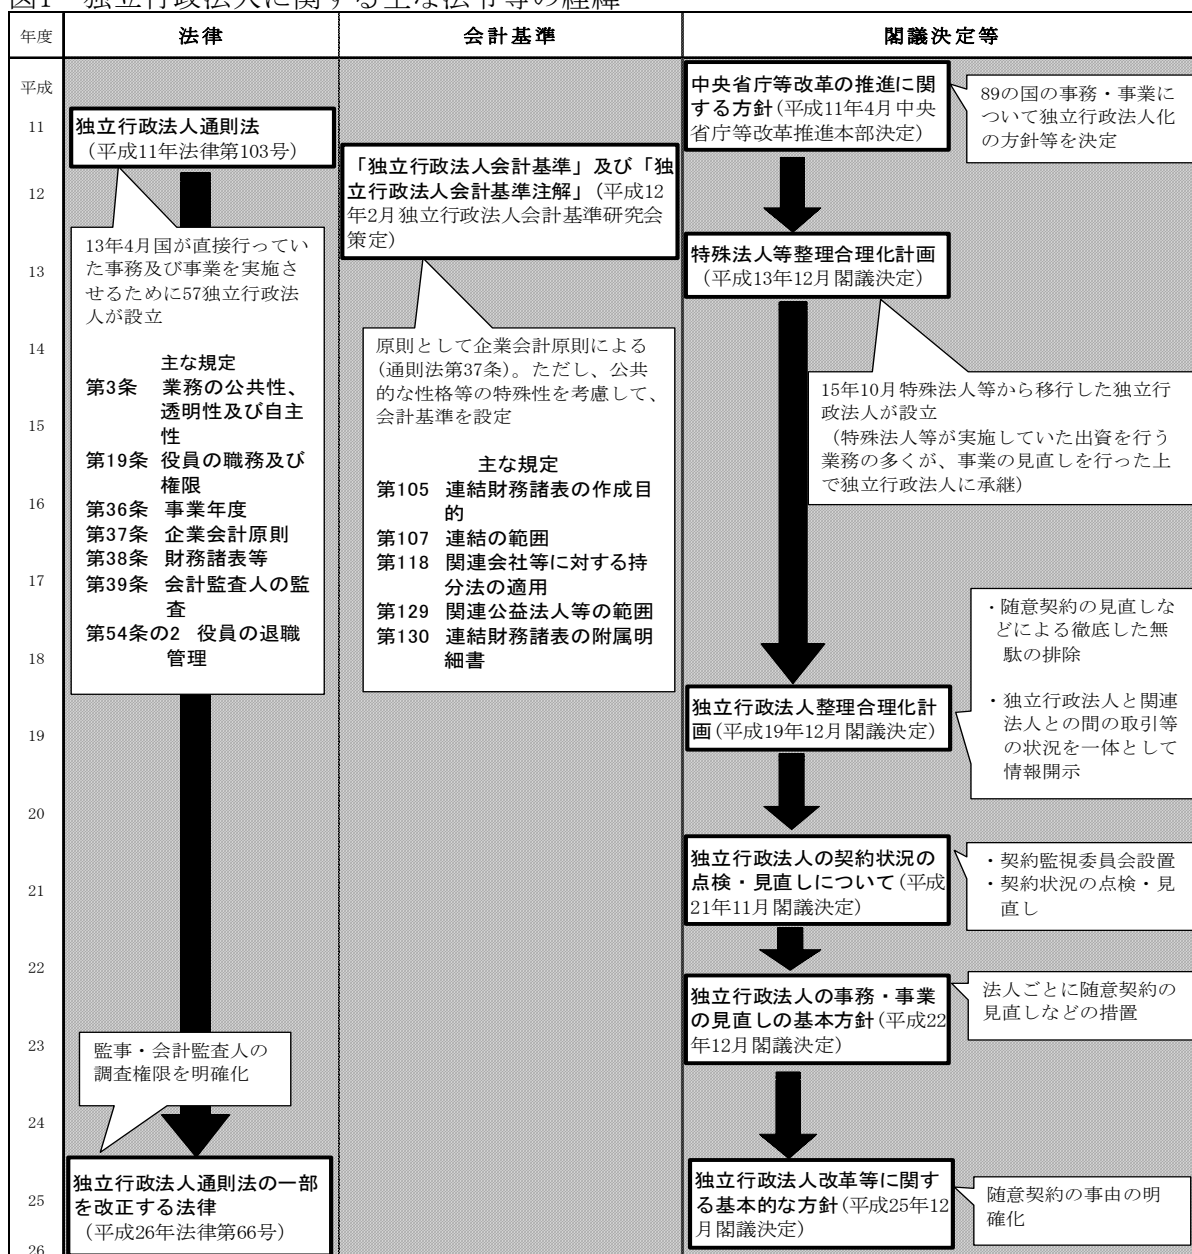 図1 独立行政法人に関する主な法令等の経緯
年度
法律
会計基準
閣議決定等
平成
11
12
13
14
15
16
17
18
19
20
21
22
23
24
25
26
独立行政法人通則法
（平成11年法律第103号）
13年4月国が直接行ってい
た事務及び事業を実施さ
せるために57独立行政法
人が設立
主な規定
第3条 業務の公共性、
透明性及び自主
性
第19条 役員の職務及び
権限
第36条 事業年度
第37条 企業会計原則
第38条 財務諸表等
第39条 会計監査人の監
査
第54条の2 役員の退職
管理
監事・会計監査人の
調査権限を明確化
独立行政法人通則法の一部
を改正する法律
（平成26年法律第66号）
「独立行政法人会計基準」及び「独
立行政法人会計基準注解」(平成12
年2月独立行政法人会計基準研究会
策定)
原則として企業会計原則による
(通則法第37条)。ただし、公共
的な性格等の特殊性を考慮して、
会計基準を設定
主な規定
第105 連結財務諸表の作成目
的
第107 連結の範囲
第118 関連会社等に対する持
分法の適用
第129 関連公益法人等の範囲
第130 連結財務諸表の附属明
細書
中央省庁等改革の推進に関
する方針(平成11年4月中央
省庁等改革推進本部決定)
89の国の事務・事業に
ついて独立行政法人化
の方針等を決定
特殊法人等整理合理化計画
（平成13年12月閣議決定）
15年10月特殊法人等から移行した独立行
政法人が設立
（特殊法人等が実施していた出資を行う
業務の多くが、事業の見直しを行った上
で独立行政法人に承継）
・随意契約の見直しな
どによる徹底した無
駄の排除
・独立行政法人と関連
法人との間の取引等
の状況を一体として
情報開示
独立行政法人整理合理化計
画(平成19年12月閣議決定)
独立行政法人の契約状況の
点検・見直しについて(平成
21年11月閣議決定)
・契約監視委員会設置
・契約状況の点検・見
直し
独立行政法人の事務・事業
の見直しの基本方針(平成22
年12月閣議決定)
法人ごとに随意契約の
見直しなどの措置
独立行政法人改革等に関す
る基本的な方針(平成25年12
月閣議決定)
随意契約の事由の明
確化